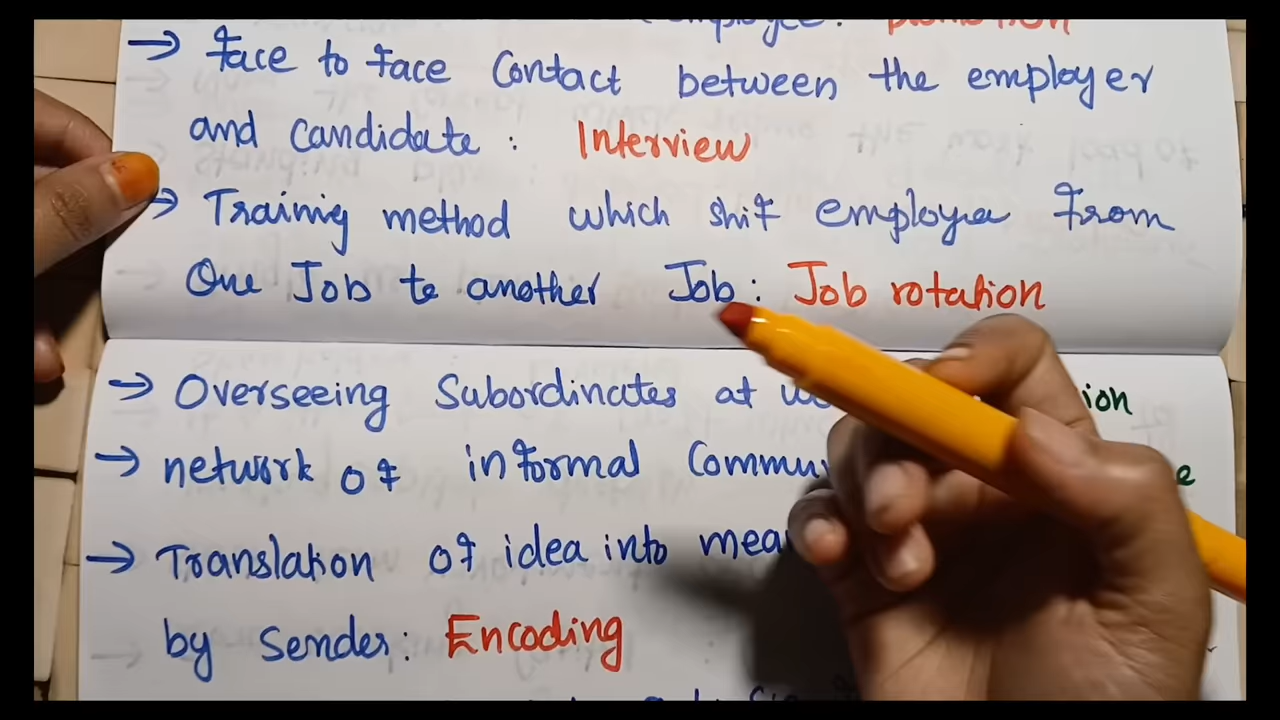 → Face to Face Contact between the employer
and candidate : Interview
→ Training method which shif employee from
One Job to another Job : Job rotation
→ Overseeing Subordinates at
→ network of informal
→ Translation of idea into
by Sender : Encoding